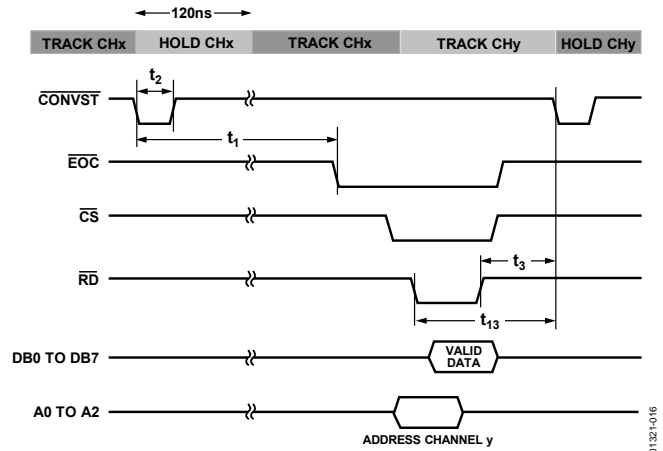 120ns
TRACK CHx HOLD CHx TRACK CHx TRACK CHy HOLD CHy
t2
CONVST
t1
EOC
CS
t3
RD
t13
DB0 TO DB7 VALID DATA
A0 TO A2
ADDRESS CHANNEL y
01321-016